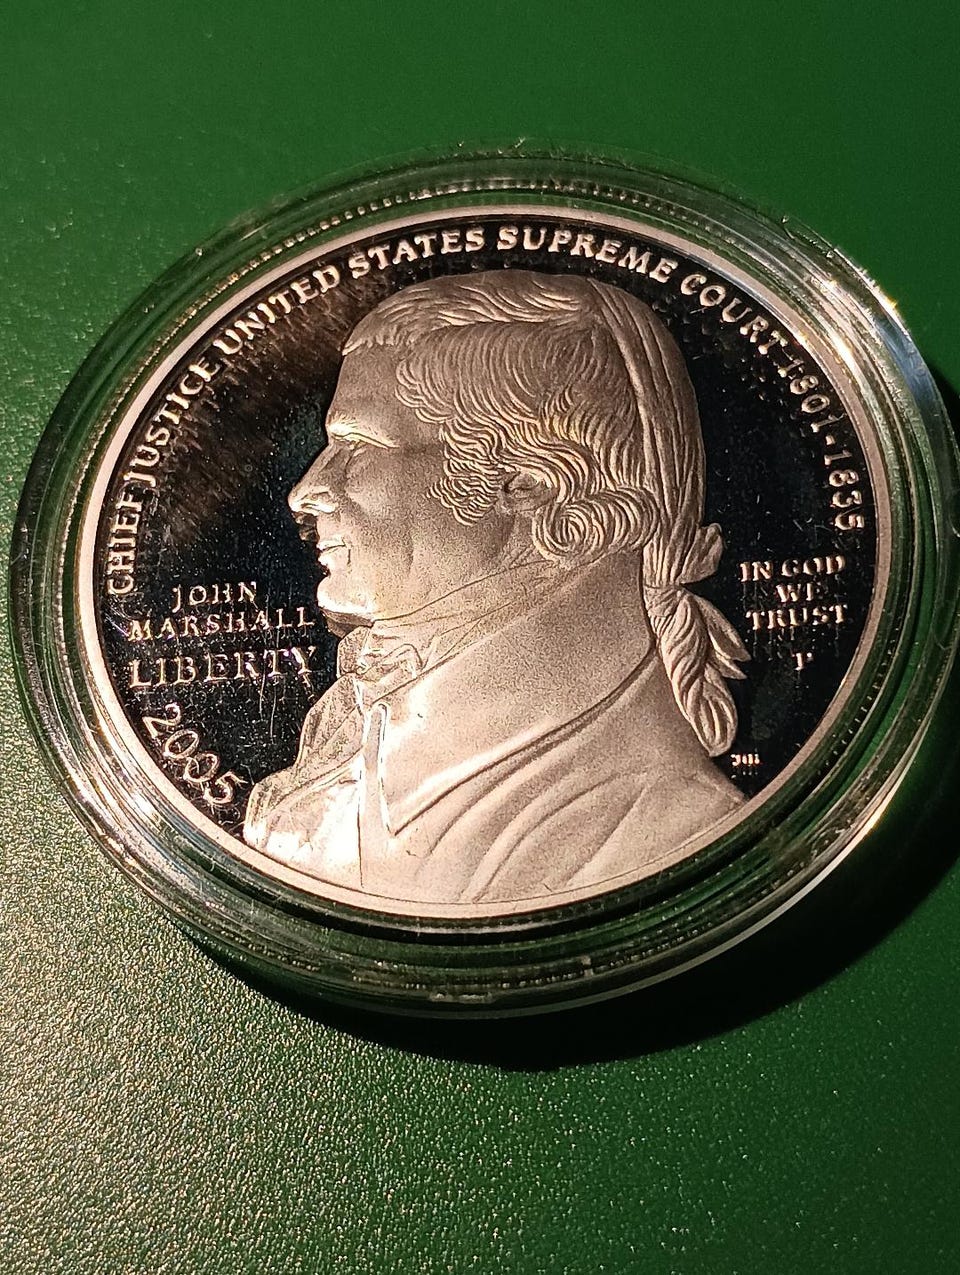 CHIEF JUSTICE UNITED STATES SUPREME COURT·1801-1835
JOHN
MARSHALL
LIBERTY
2005
IN GOD
WE
TRUST
P